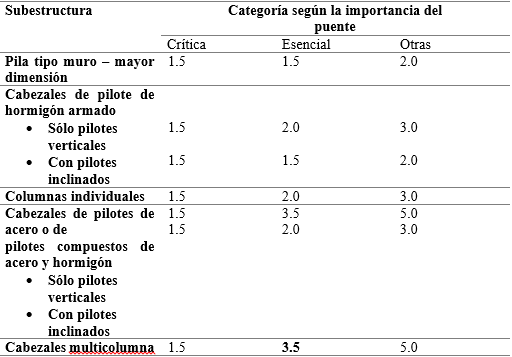 Subestructura Categoría según la importancia del
puente
Crítica Esencial Otras
Pila tipo muro – mayor 1.5 1.5 2.0
dimensión
Cabezales de pilote de
hormigón armado
• Sólo pilotes 1.5 2.0 3.0
verticales
• Con pilotes 1.5 1.5 2.0
inclinados
Columnas individuales 1.5 2.0 3.0
Cabezales de pilotes de 1.5 3.5 5.0
acero o de 1.5 2.0 3.0
pilotes compuestos de
acero y hormigón
• Sólo pilotes
verticales
• Con pilotes
inclinados
Cabezales multicolumna 1.5 3.5 5.0